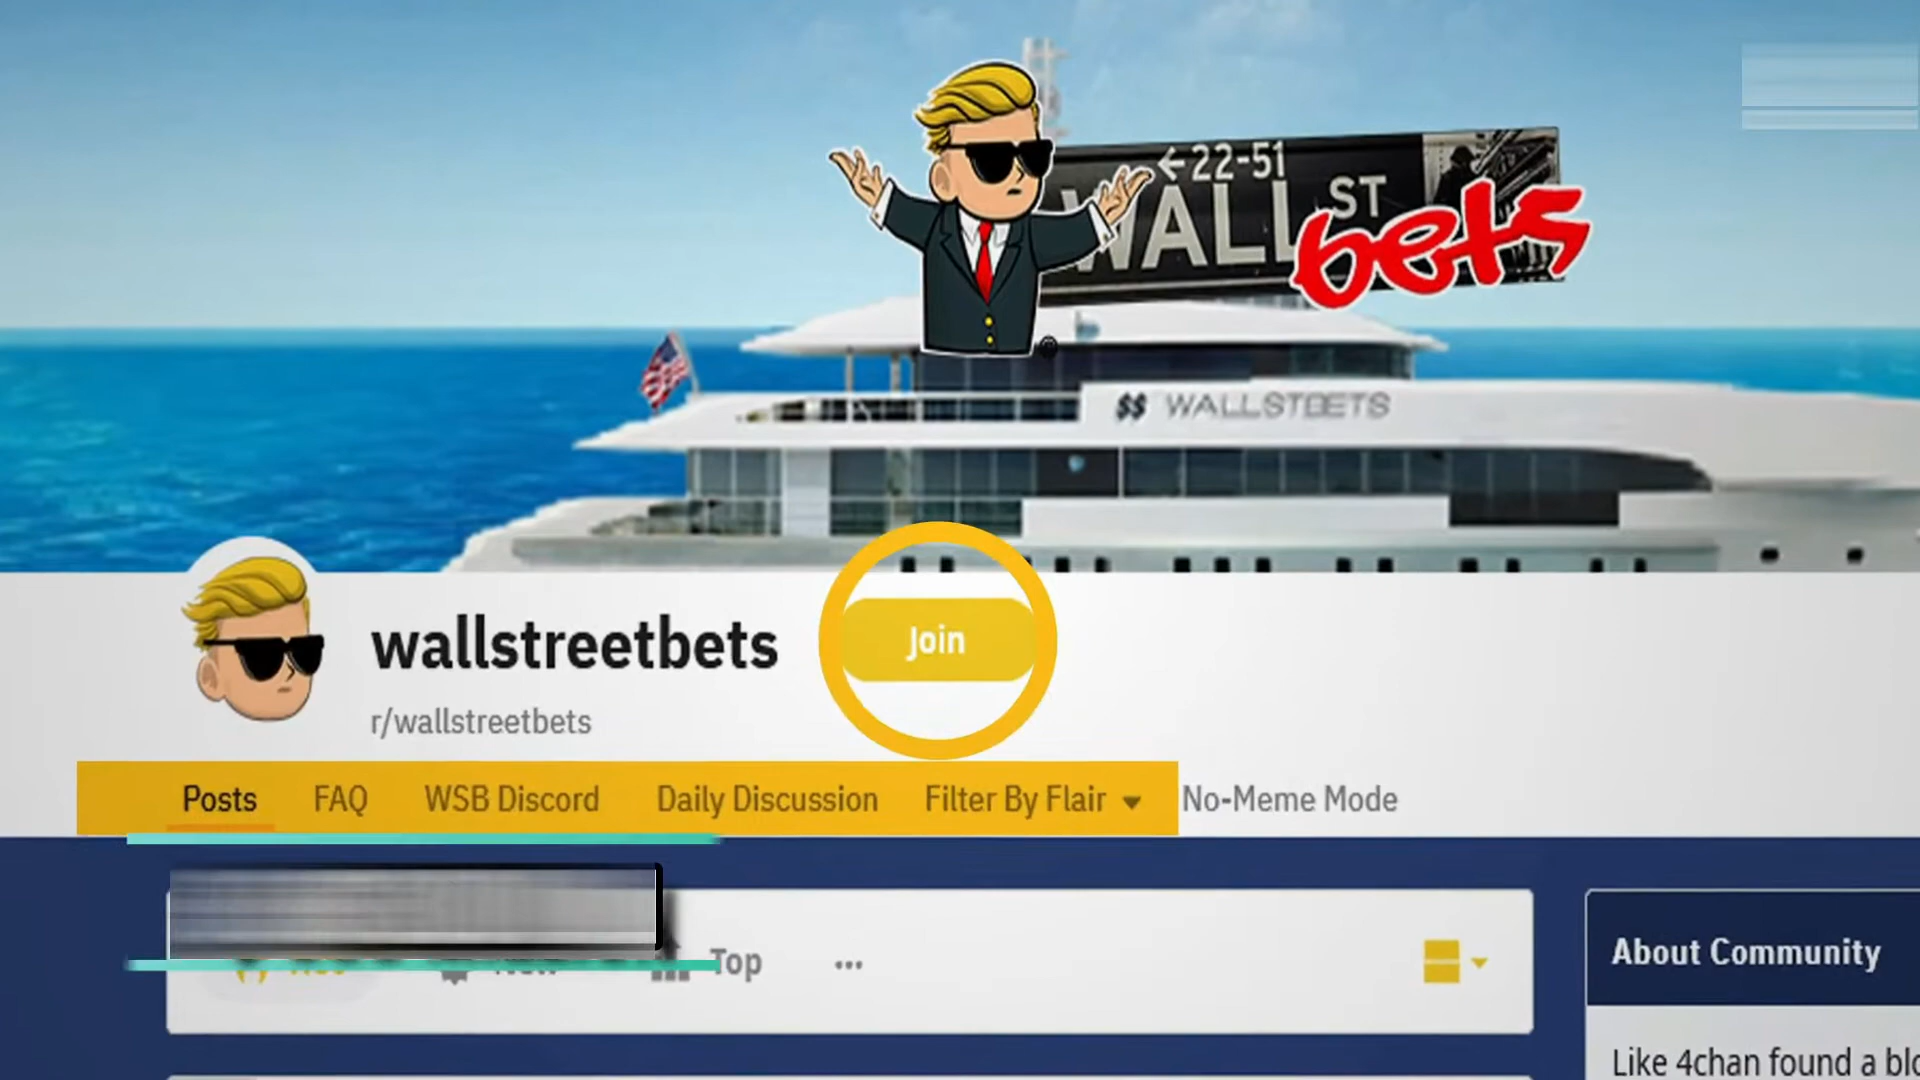 ←22-51
WALL ST
bets
$$ WALLSTBETS
wallstreetbets
Join
r/wallstreetbets
Posts FAQ WSB Discord Daily Discussion Filter By Flair No-Meme Mode
Top •••
About Community
Like 4chan found a